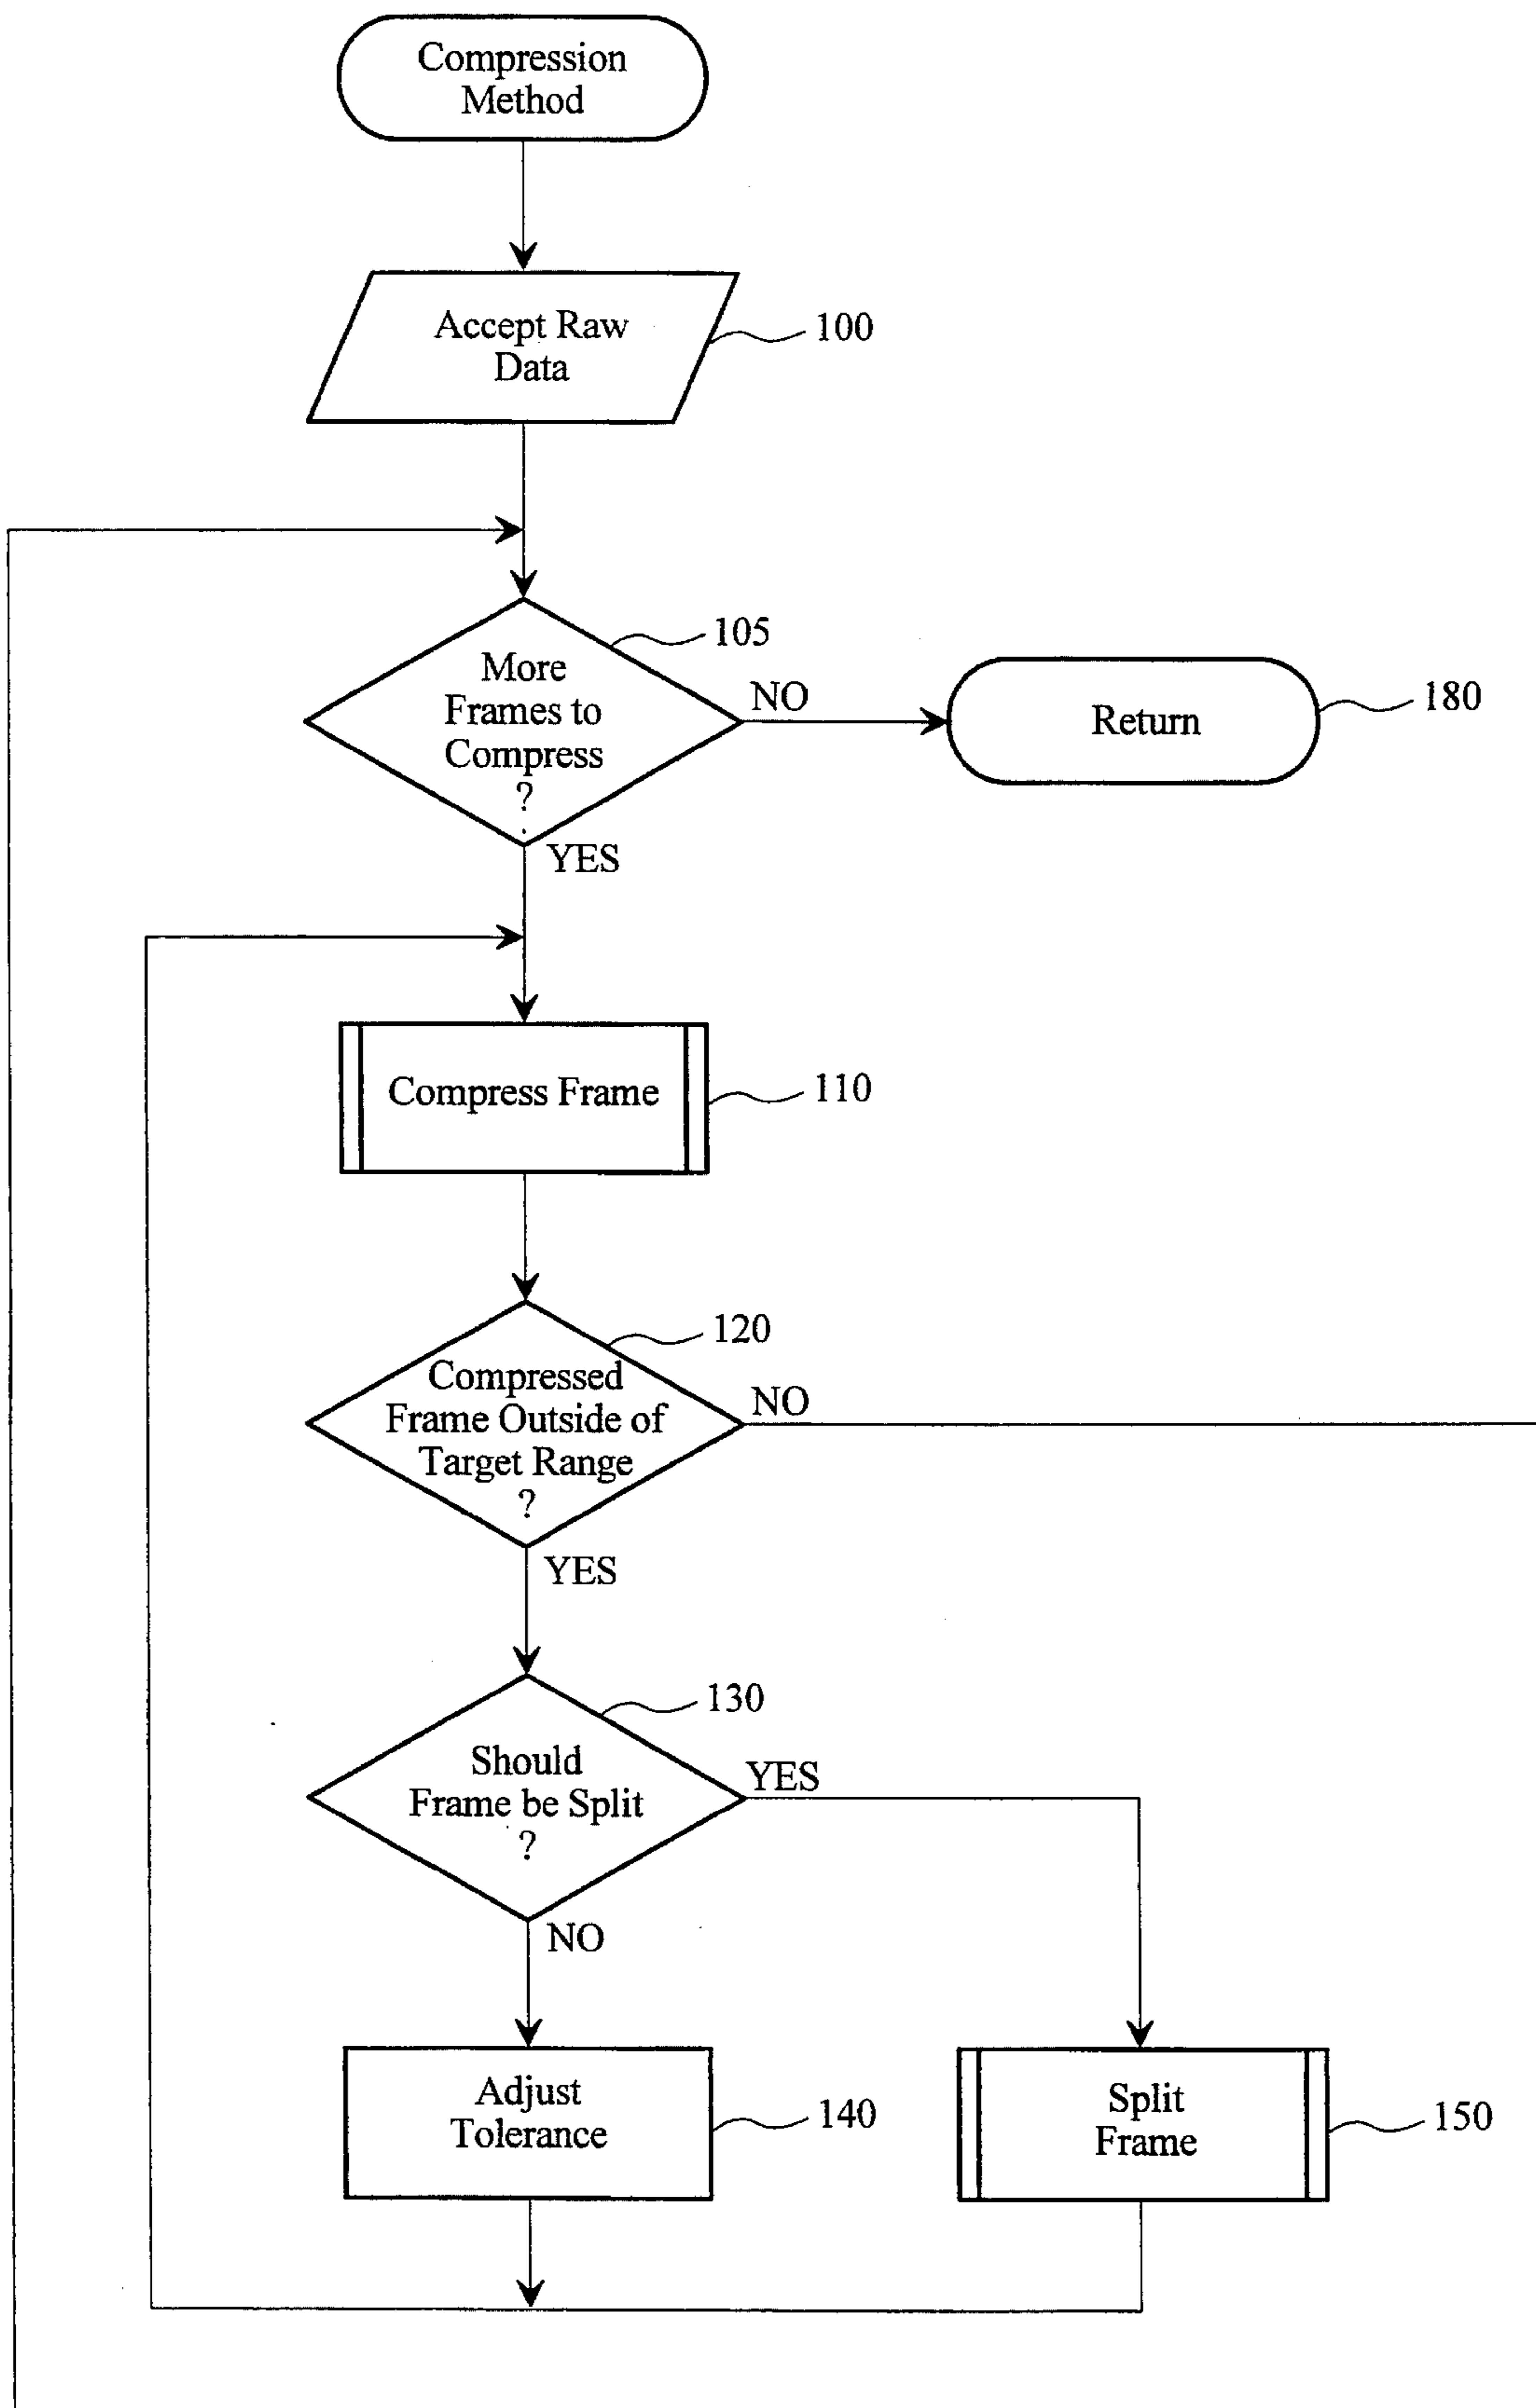 Compression
Method
Accept Raw
Data
100
105
More
Frames to
Compress
?
NO
Return
180
YES
Compress Frame
110
120
Compressed
Frame Outside of
Target Range
?
NO
YES
130
Should
Frame be Split
?
YES
NO
Adjust
Tolerance
140
Split
Frame
150